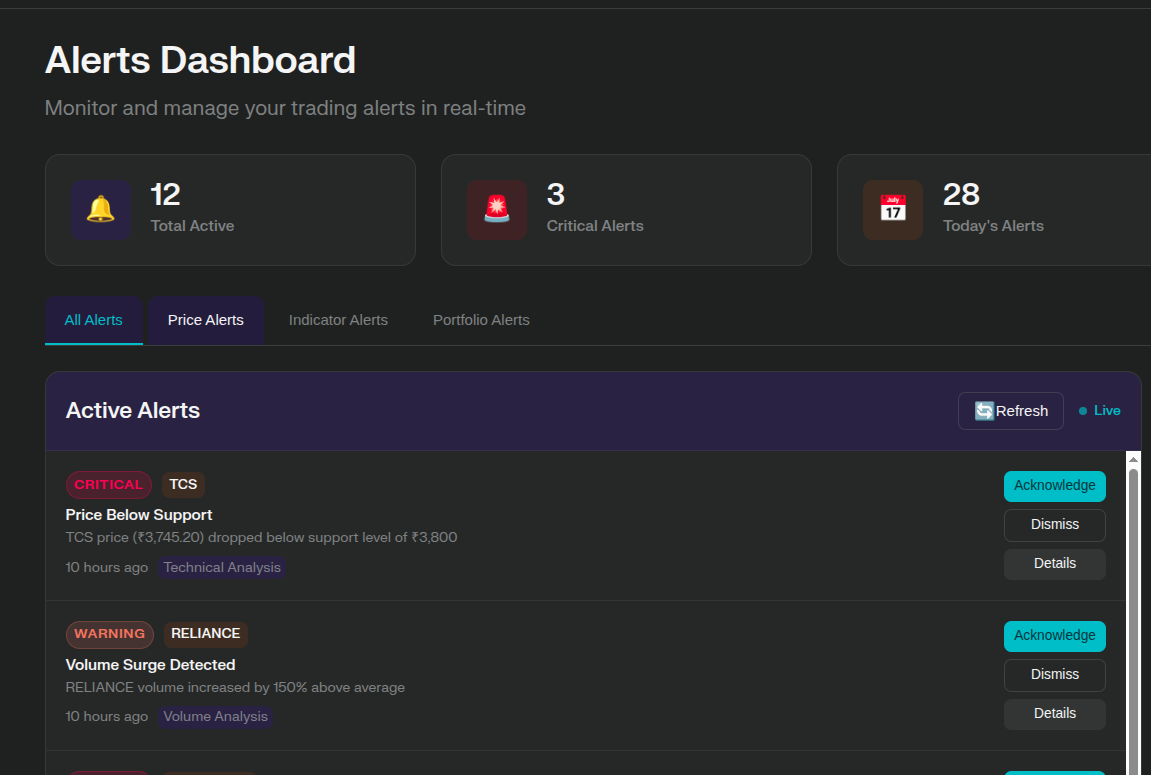 Alerts Dashboard
Monitor and manage your trading alerts in real-time
12
Total Active
3
Critical Alerts
July
17
28
Today's Alerts
All Alerts
Price Alerts
Indicator Alerts
Portfolio Alerts
Active Alerts
Refresh
Live
CRITICAL TCS
Price Below Support
TCS price (₹3,745.20) dropped below support level of ₹3,800
10 hours ago Technical Analysis
Acknowledge
Dismiss
Details
WARNING RELIANCE
Volume Surge Detected
RELIANCE volume increased by 150% above average
10 hours ago Volume Analysis
Acknowledge
Dismiss
Details